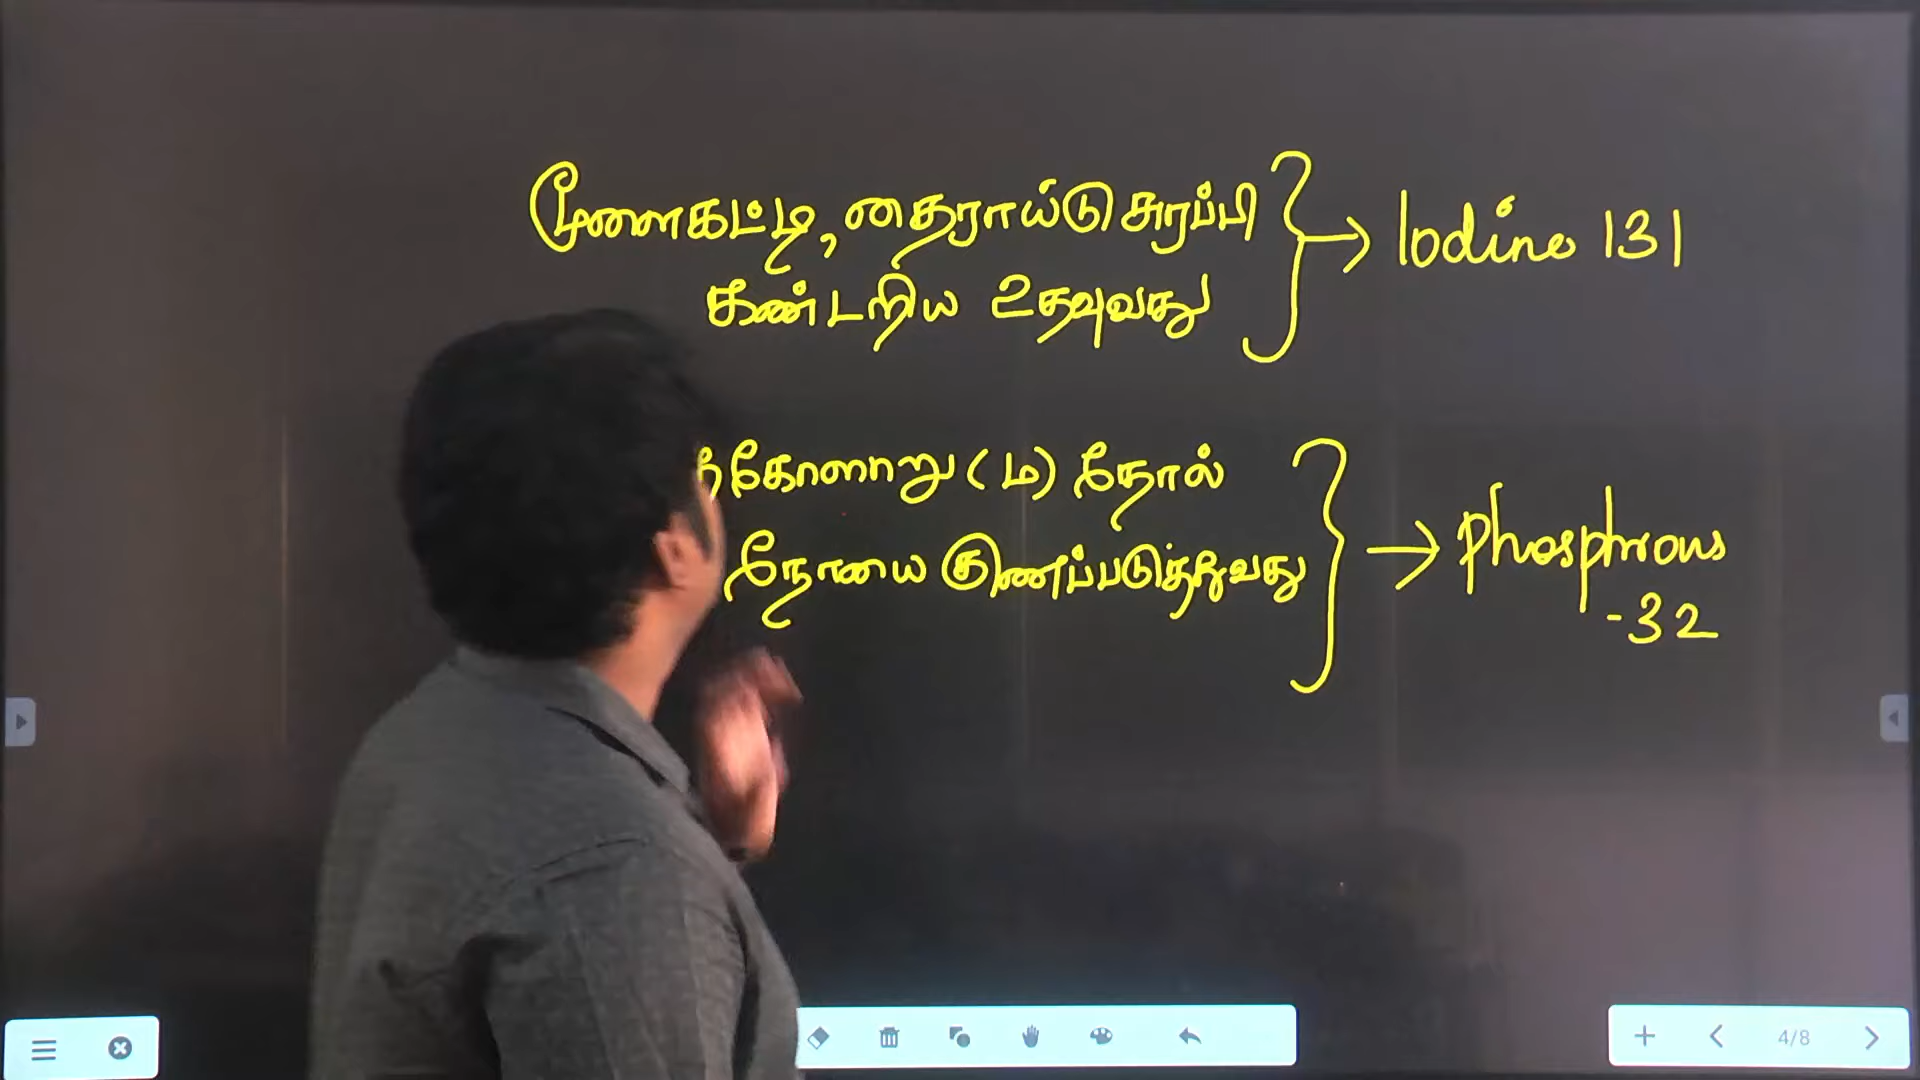 மூளைகட்டி, தைராய்டு சுரப்பி
கண்டறிய உதவுவது
→ Iodine 131
கோளாறு (ம) தோல்
நோயை குணப்படுத்துவது
→ phosphrous
-32
4/8